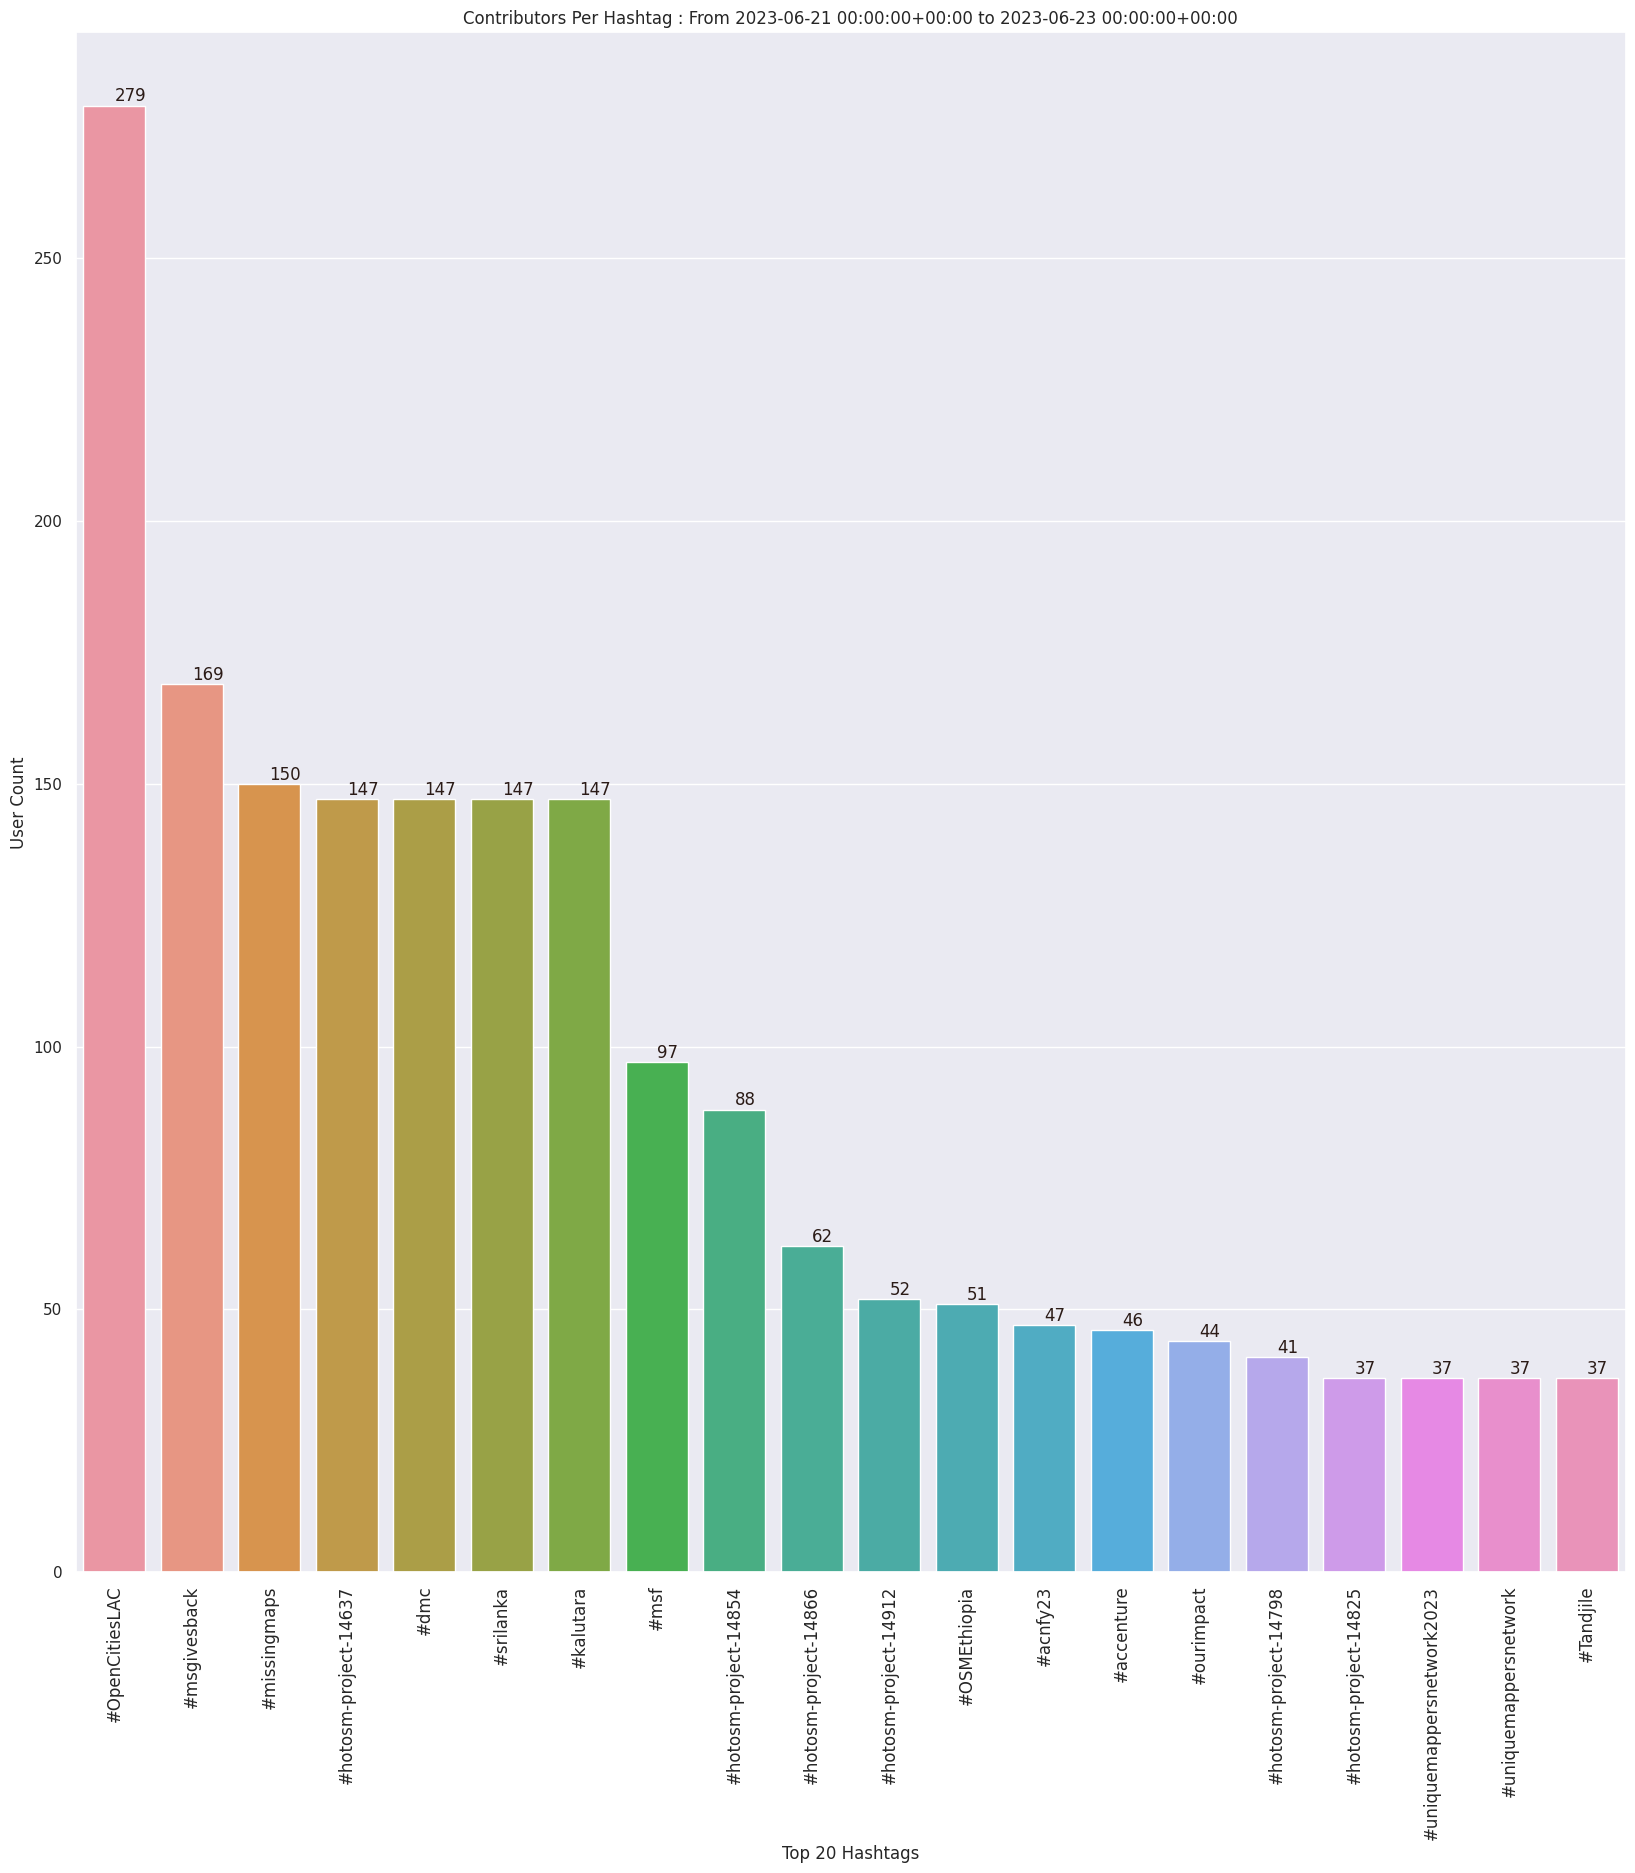 Contributors Per Hashtag : From 2023-06-21 00:00:00+00:00 to 2023-06-23 00:00:00+00:00
User Count
250
200
150
100
50
0
279
169
150
147
147
147
147
97
88
62
52
51
47
46
44
41
37
37
37
37
#OpenCitiesLAC
#msgivesback
#missingmaps
#hotosm-project-14637
#dmc
#srilanka
#kalutara
#msf
#hotosm-project-14854
#hotosm-project-14866
#hotosm-project-14912
#OSMEthiopia
#acnfy23
#accenture
#ourimpact
#hotosm-project-14798
#hotosm-project-14825
#uniquemappersnetwork2023
#uniquemappersnetwork
#Tandjile
Top 20 Hashtags